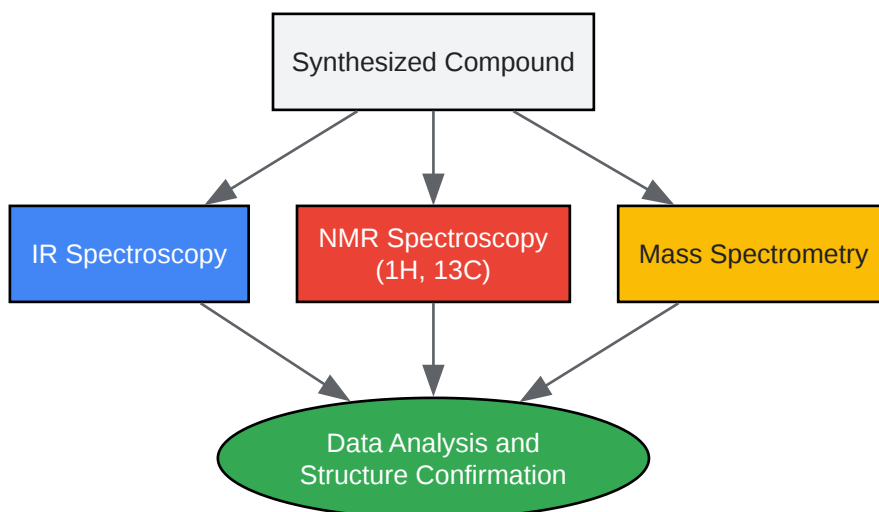 Synthesized Compound
IR Spectroscopy
NMR Spectroscopy
(1H, 13C)
Mass Spectrometry
Data Analysis and
Structure Confirmation